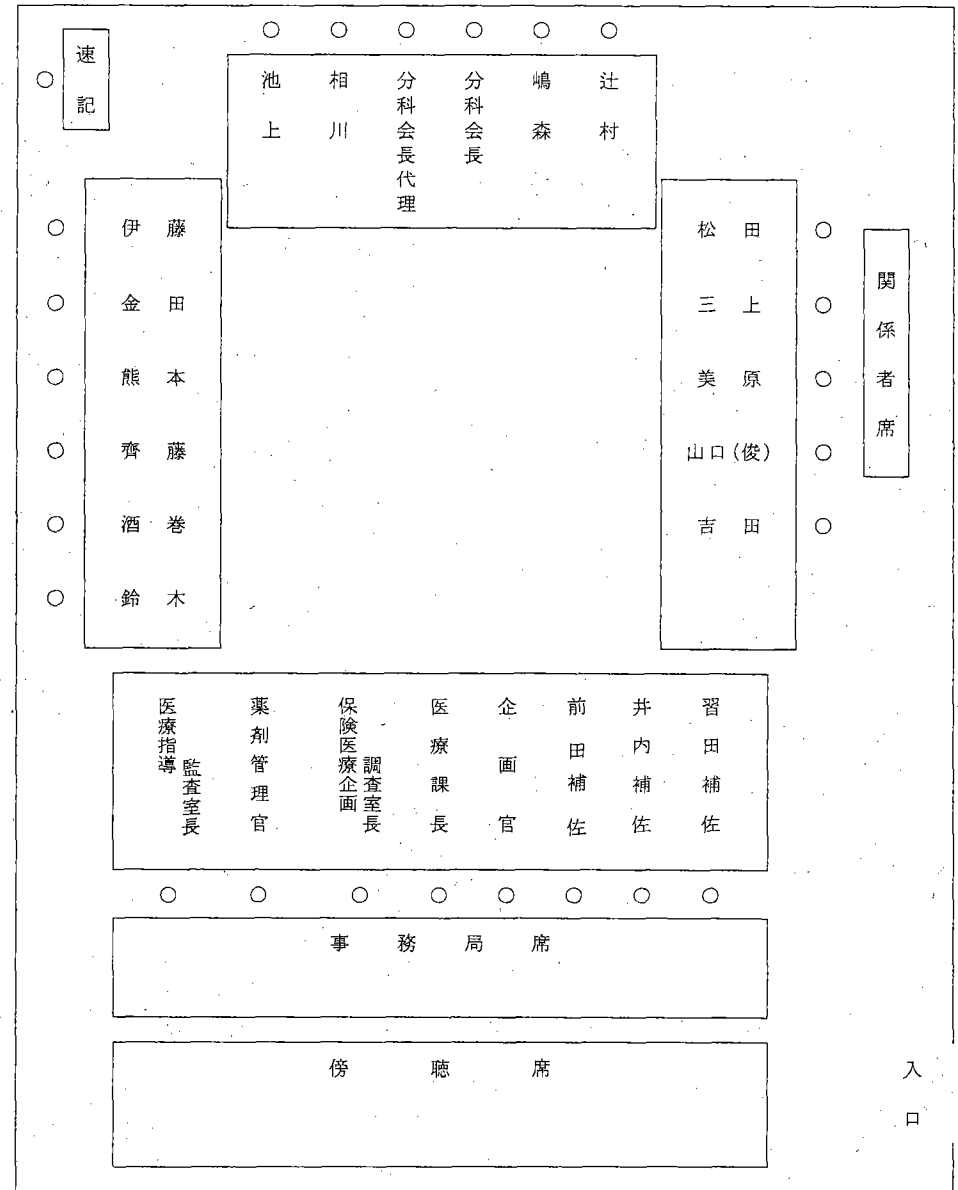 速記
池上
相川
分科会長代理
分科会長
嶋森
辻村
伊藤
金田
熊本
齊藤
酒巻
鈴木
松田
三上
美原
山口(俊)
吉田
関係者席
医療指導
監査室長
薬剤管理官
保険医療企画
調査室長
医療課長
企画官
前田補佐
井内補佐
習田補佐
事務局席
傍聴席
入口